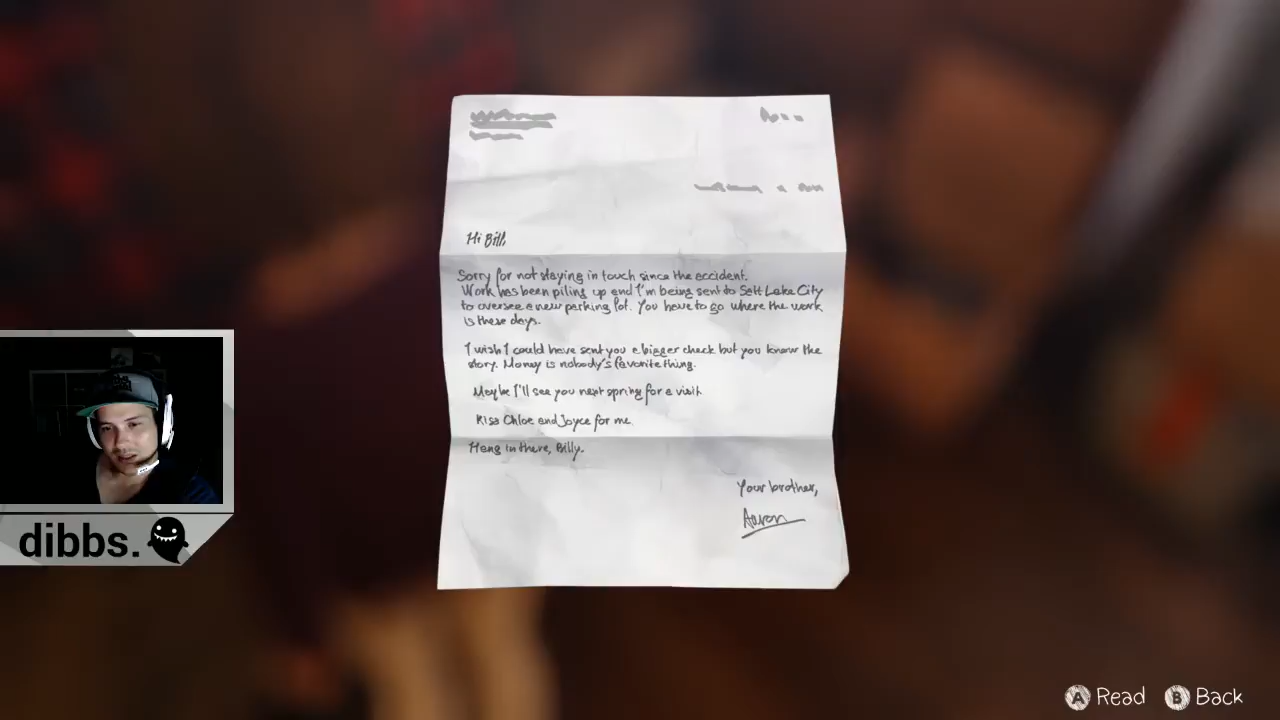 Hi Bill,
Sorry for not staying in touch since the accident.
Work has been piling up and I'm being sent to Salt Lake City
to oversee a new parking lot. You have to go where the work
is these days.
I wish I could have sent you a bigger check but you know the
story. Money is nobody's favorite thing.
Maybe I'll see you next spring for a visit.
Kiss Chloe and Joyce for me.
Hang in there, Billy.
Your brother,
Aaron
dibbs.
A Read B Back